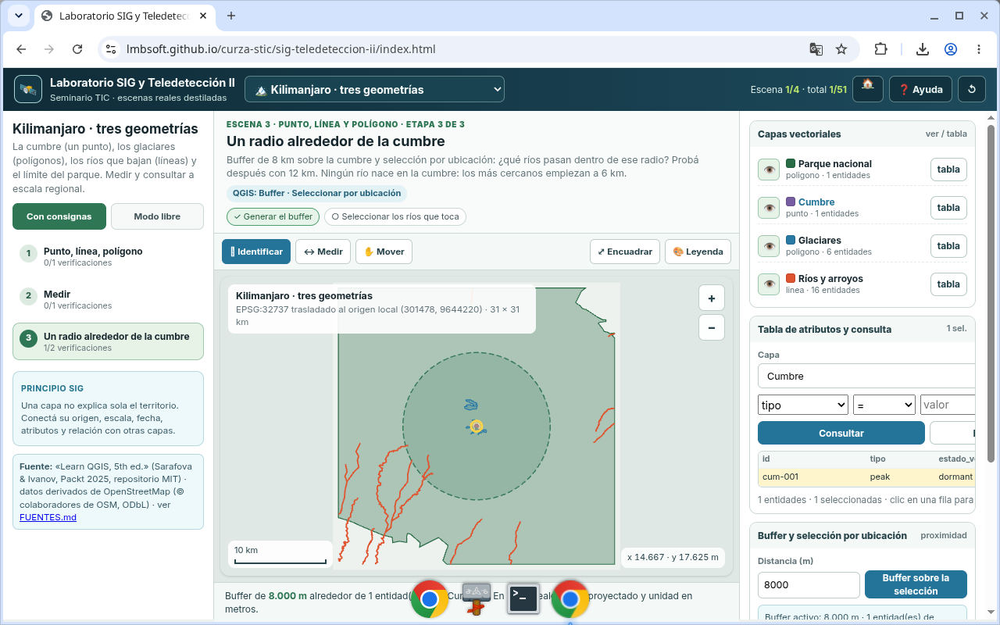 Laboratorio SIG y Teledetecc
lmbsoft.github.io/curza-stic/sig-teledeteccion-ii/index.html
Laboratorio SIG y Teledetección II
Seminario TIC · escenas reales destiladas
Kilimanjaro · tres geometrías
Escena 1/4 · total 1/51
Ayuda
Kilimanjaro · tres geometrías
La cumbre (un punto), los glaciares
(polígonos), los ríos que bajan (líneas) y
el límite del parque. Medir y consultar a
escala regional.
Con consignas
Modo libre
1
Punto, línea, polígono
0/1 verificaciones
2
Medir
0/1 verificaciones
3
Un radio alrededor de la cumbre
1/2 verificaciones
PRINCIPIO SIG
Una capa no explica sola el territorio.
Conectá su origen, escala, fecha,
atributos y relación con otras capas.
Fuente: «Learn QGIS, 5th ed.» (Sarafova
& Ivanov, Packt 2025, repositorio MIT) ·
datos derivados de OpenStreetMap (©
colaboradores de OSM, ODbL) · ver
FUENTES.md
ESCENA 3 · PUNTO, LÍNEA Y POLÍGONO · ETAPA 3 DE 3
Un radio alrededor de la cumbre
Buffer de 8 km sobre la cumbre y selección por ubicación: ¿qué ríos pasan dentro de ese radio? Probá
después con 12 km. Ningún río nace en la cumbre: los más cercanos empiezan a 6 km.
QGIS: Buffer · Seleccionar por ubicación
✓ Generar el buffer
○ Seleccionar los ríos que toca
Identificar
↔ Medir
Mover
⤢ Encuadrar
Leyenda
Kilimanjaro · tres geometrías
EPSG:32737 trasladado al origen local (301478, 9644220) · 31 × 31
km
+
−
10 km
x 14.667 · y 17.625 m
Buffer de 8.000 m alrededor de 1 entidad(
proyectado y unidad en
metros.
Capas vectoriales
ver / tabla
Parque nacional
polígono · 1 entidades
tabla
Cumbre
punto · 1 entidades
tabla
Glaciares
polígono · 6 entidades
tabla
Ríos y arroyos
línea · 16 entidades
tabla
Tabla de atributos y consulta
1 sel.
Capa
Cumbre
tipo
=
valor
Consultar
id tipo estado_v
cum-001 peak dormant
1 entidades · 1 seleccionadas · clic en una fila para
Buffer y selección por ubicación
proximidad
Distancia (m)
8000
Buffer sobre la
selección
Buffer activo: 8.000 m · 1 entidad(es) de